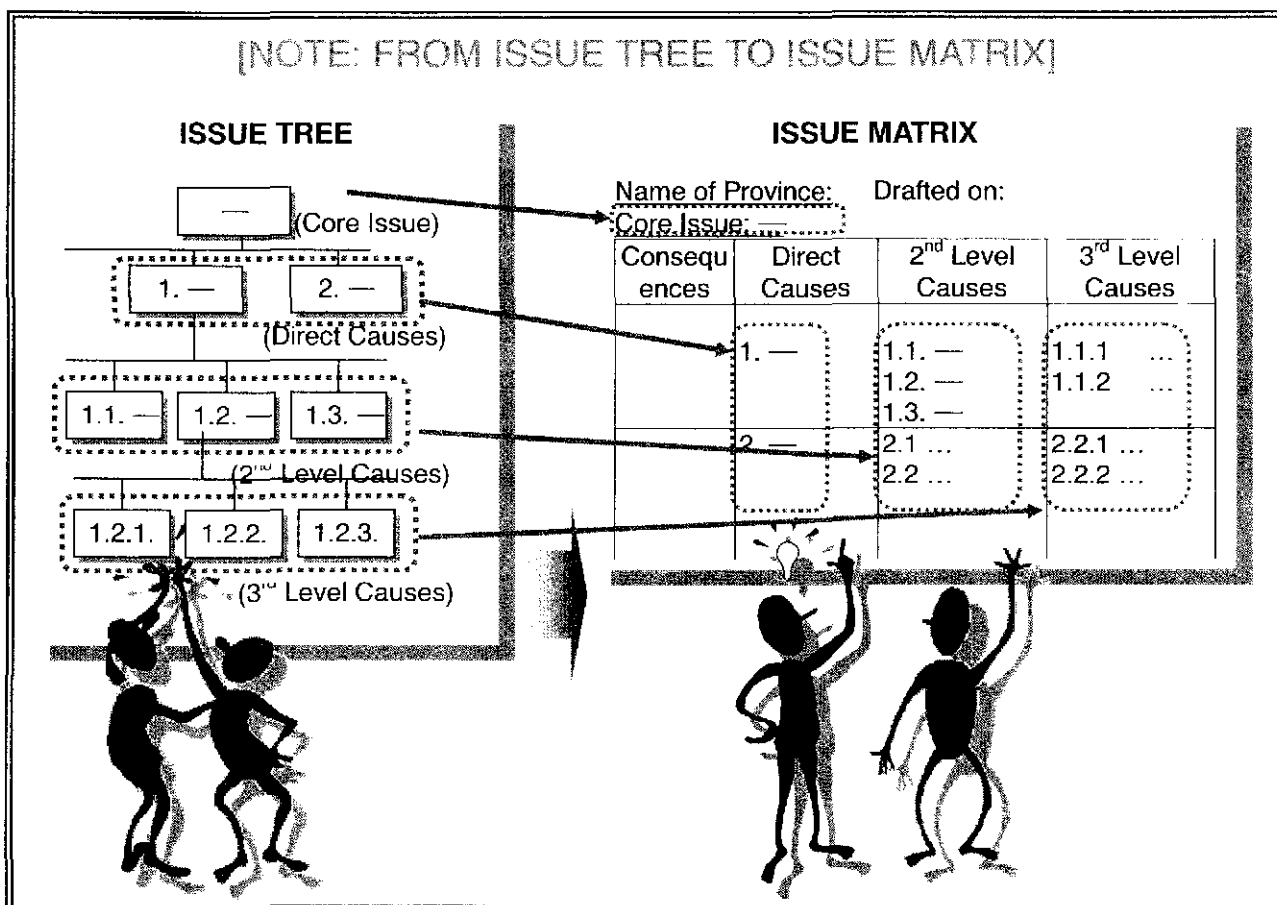 [NOTE: FROM ISSUE TREE TO ISSUE MATRIX]
ISSUE TREE
—
(Core Issue)
1. —
2. —
(Direct Causes)
1.1. —
1.2. —
1.3. —
(2nd Level Causes)
1.2.1.
1.2.2.
1.2.3.
(3rd Level Causes)
ISSUE MATRIX
Name of Province: Drafted on:
Core Issue: —
Consequ
ences
Direct
Causes
2nd Level
Causes
3rd Level
Causes
1. —
1.1. —
1.2. —
1.3. —
1.1.1 ...
1.1.2 ...
2. —
2.1 ...
2.2 ...
2.2.1 ...
2.2.2 ...